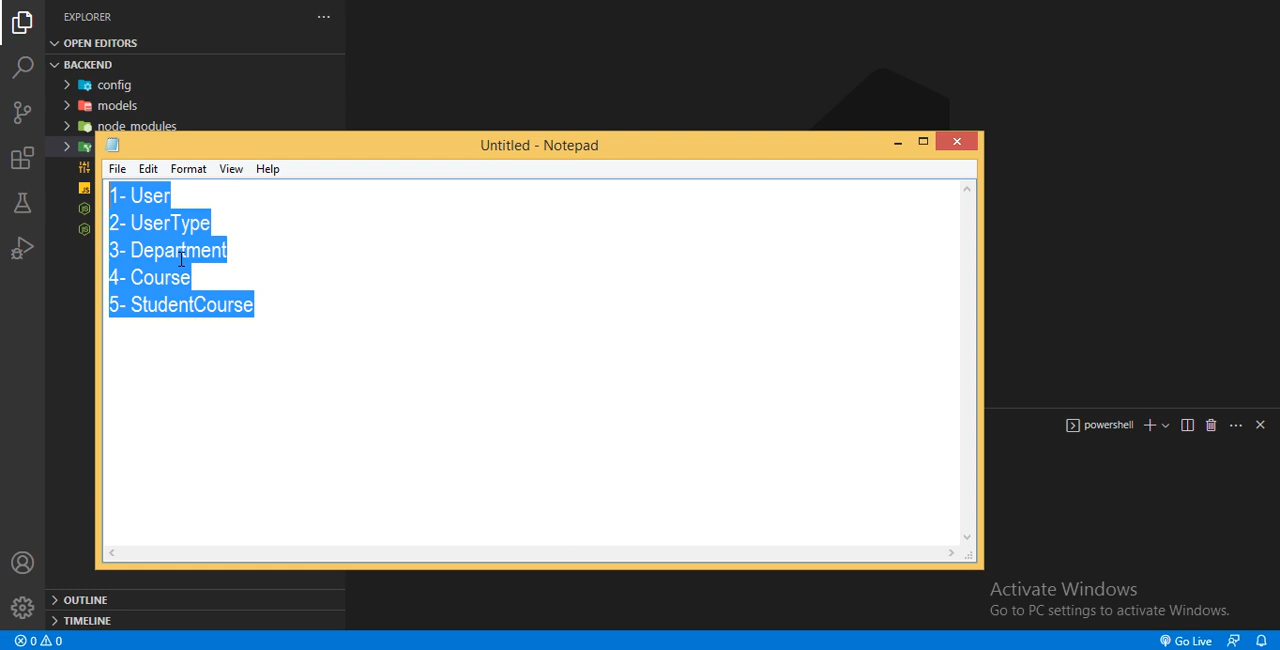 EXPLORER
OPEN EDITORS
BACKEND
config
models
node_modules
Untitled - Notepad
File Edit Format View Help
1- User
2- UserType
3- Department
4- Course
5- StudentCourse
powershell
OUTLINE
TIMELINE
Activate Windows
Go to PC settings to activate Windows.
0 0
Go Live